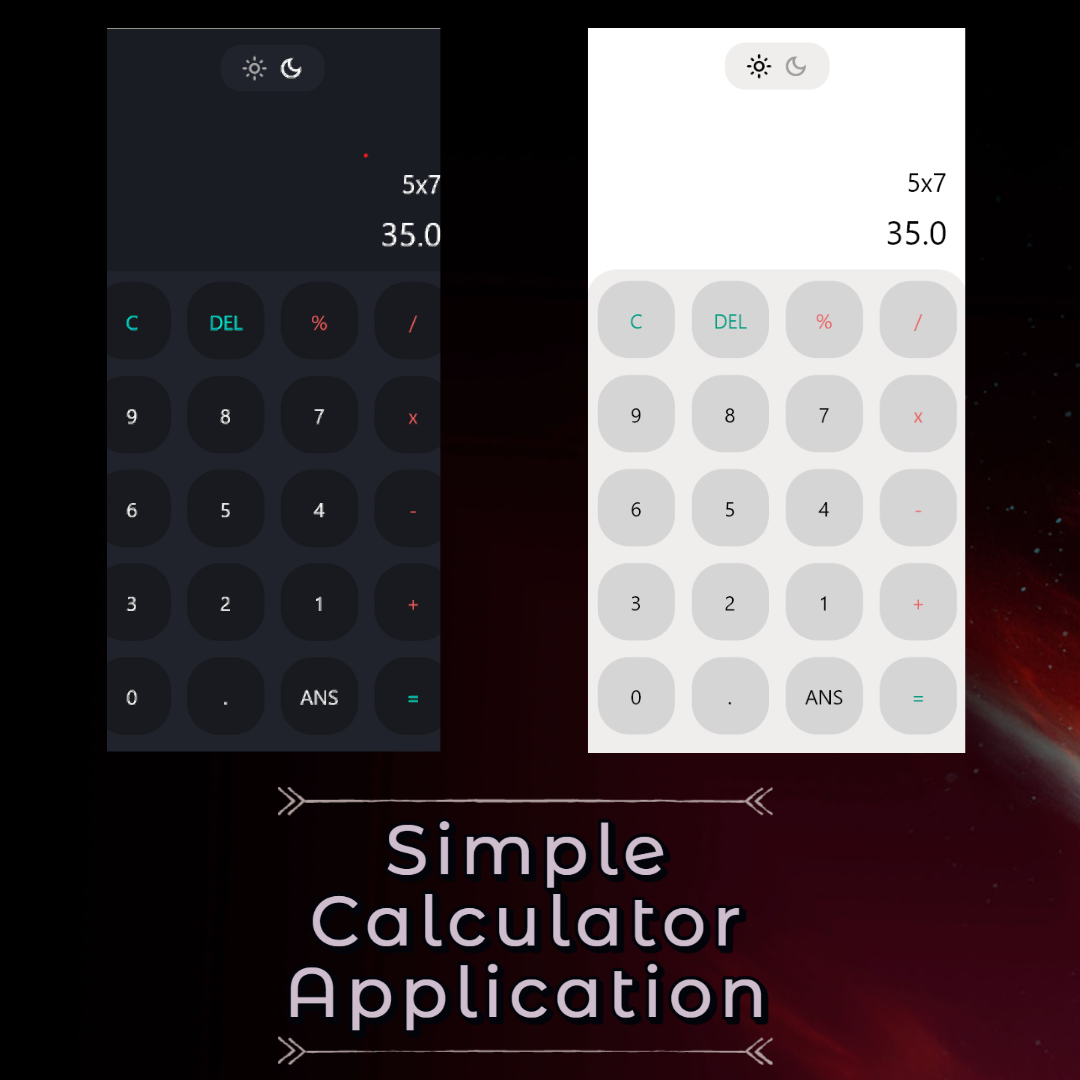 5x7
35.0
C DEL % /
9 8 7 x
6 5 4 -
3 2 1 +
0 . ANS =
5x7
35.0
C DEL % /
9 8 7 x
6 5 4 -
3 2 1 +
0 . ANS =
Simple
Calculator
Application